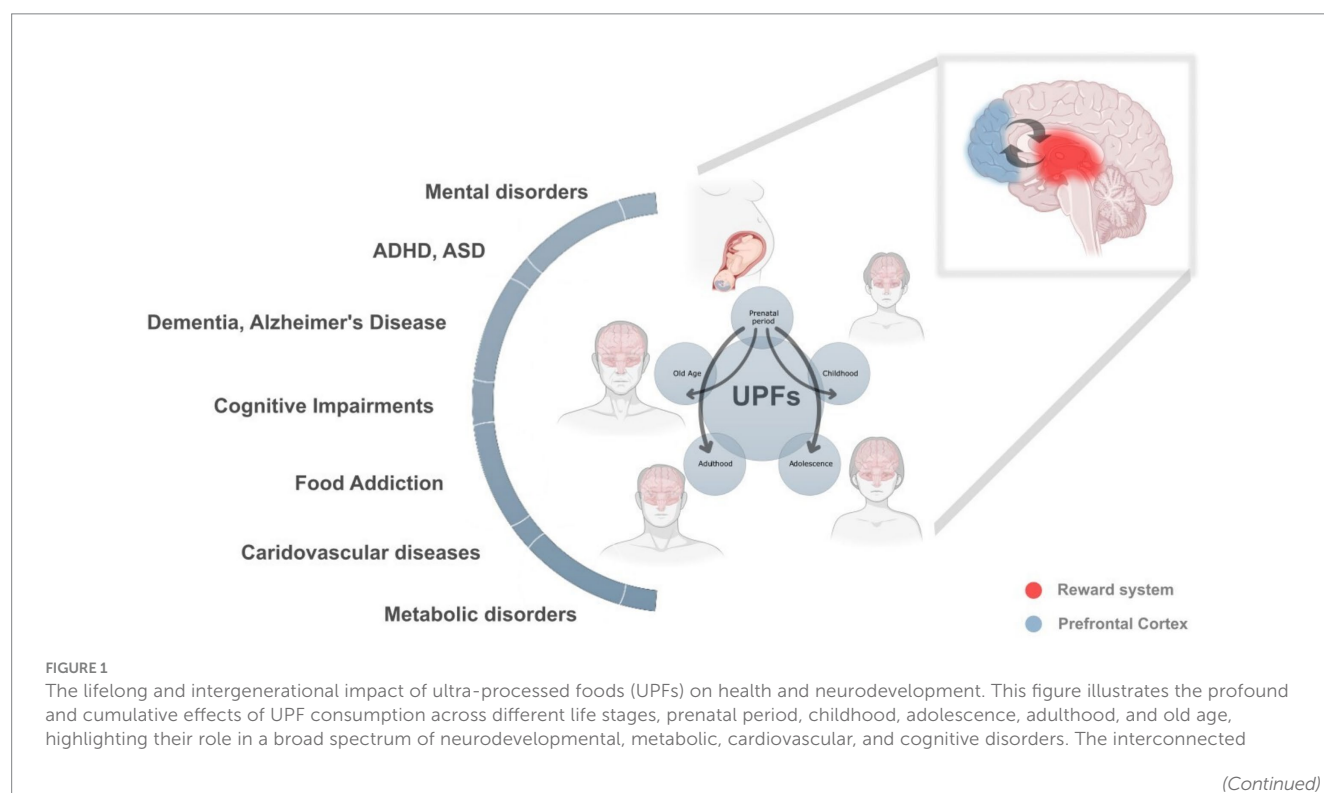 Mental disorders
ADHD, ASD
Dementia, Alzheimer's Disease
Cognitive Impairments
Food Addiction
Caridovascular diseases
Metabolic disorders
Prenatal
period
Old Age
Childhood
UPFs
Adulthood
Adolescence
Reward system
Prefrontal Cortex
FIGURE 1
The lifelong and intergenerational impact of ultra-processed foods (UPFs) on health and neurodevelopment. This figure illustrates the profound
and cumulative effects of UPF consumption across different life stages, prenatal period, childhood, adolescence, adulthood, and old age,
highlighting their role in a broad spectrum of neurodevelopmental, metabolic, cardiovascular, and cognitive disorders. The interconnected
(Continued)